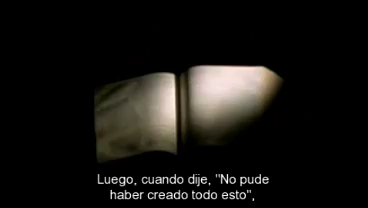 Luego, cuando dije, "No pude
haber creado todo esto",